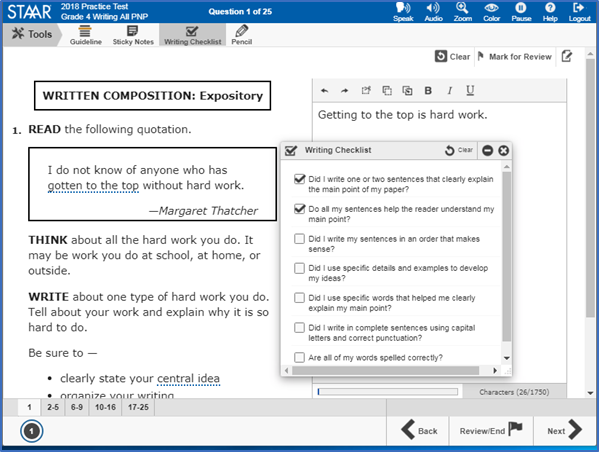 STAAR
2018 Practice Test
Grade 4 Writing All PNP
Question 1 of 25
Speak
Audio
Zoom
Color
Pause
Help
Logout
Tools
Guideline
Sticky Notes
Writing Checklist
Pencil
Clear
Mark for Review
WRITTEN COMPOSITION: Expository
1. READ the following quotation.
I do not know of anyone who has
gotten to the top without hard work.
—Margaret Thatcher
THINK about all the hard work you do. It
may be work you do at school, at home, or
outside.
WRITE about one type of hard work you do.
Tell about your work and explain why it is so
hard to do.
Be sure to —
• clearly state your central idea
• organize your writing
B I U
Getting to the top is hard work.
Writing Checklist
Clear
Did I write one or two sentences that clearly explain
the main point of my paper?
Do all my sentences help the reader understand my
main point?
Did I write my sentences in an order that makes
sense?
Did I use specific details and examples to develop
my ideas?
Did I use specific words that helped me clearly
explain my main point?
Did I write in complete sentences using capital
letters and correct punctuation?
Are all of my words spelled correctly?
Characters (26/1750)
1 2-5 6-9 10-16 17-25
1
Back
Review/End
Next